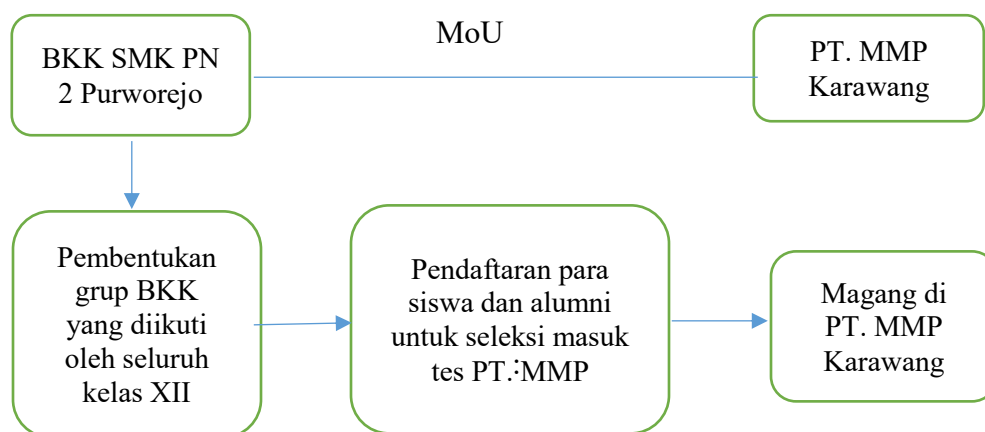 MoU
BKK SMK PN
2 Purworejo
PT. MMP
Karawang
Pembentukan
grup BKK
yang diikuti
oleh seluruh
kelas XII
Pendaftaran para
siswa dan alumni
untuk seleksi masuk
tes PT.:MMP
Magang di
PT. MMP
Karawang